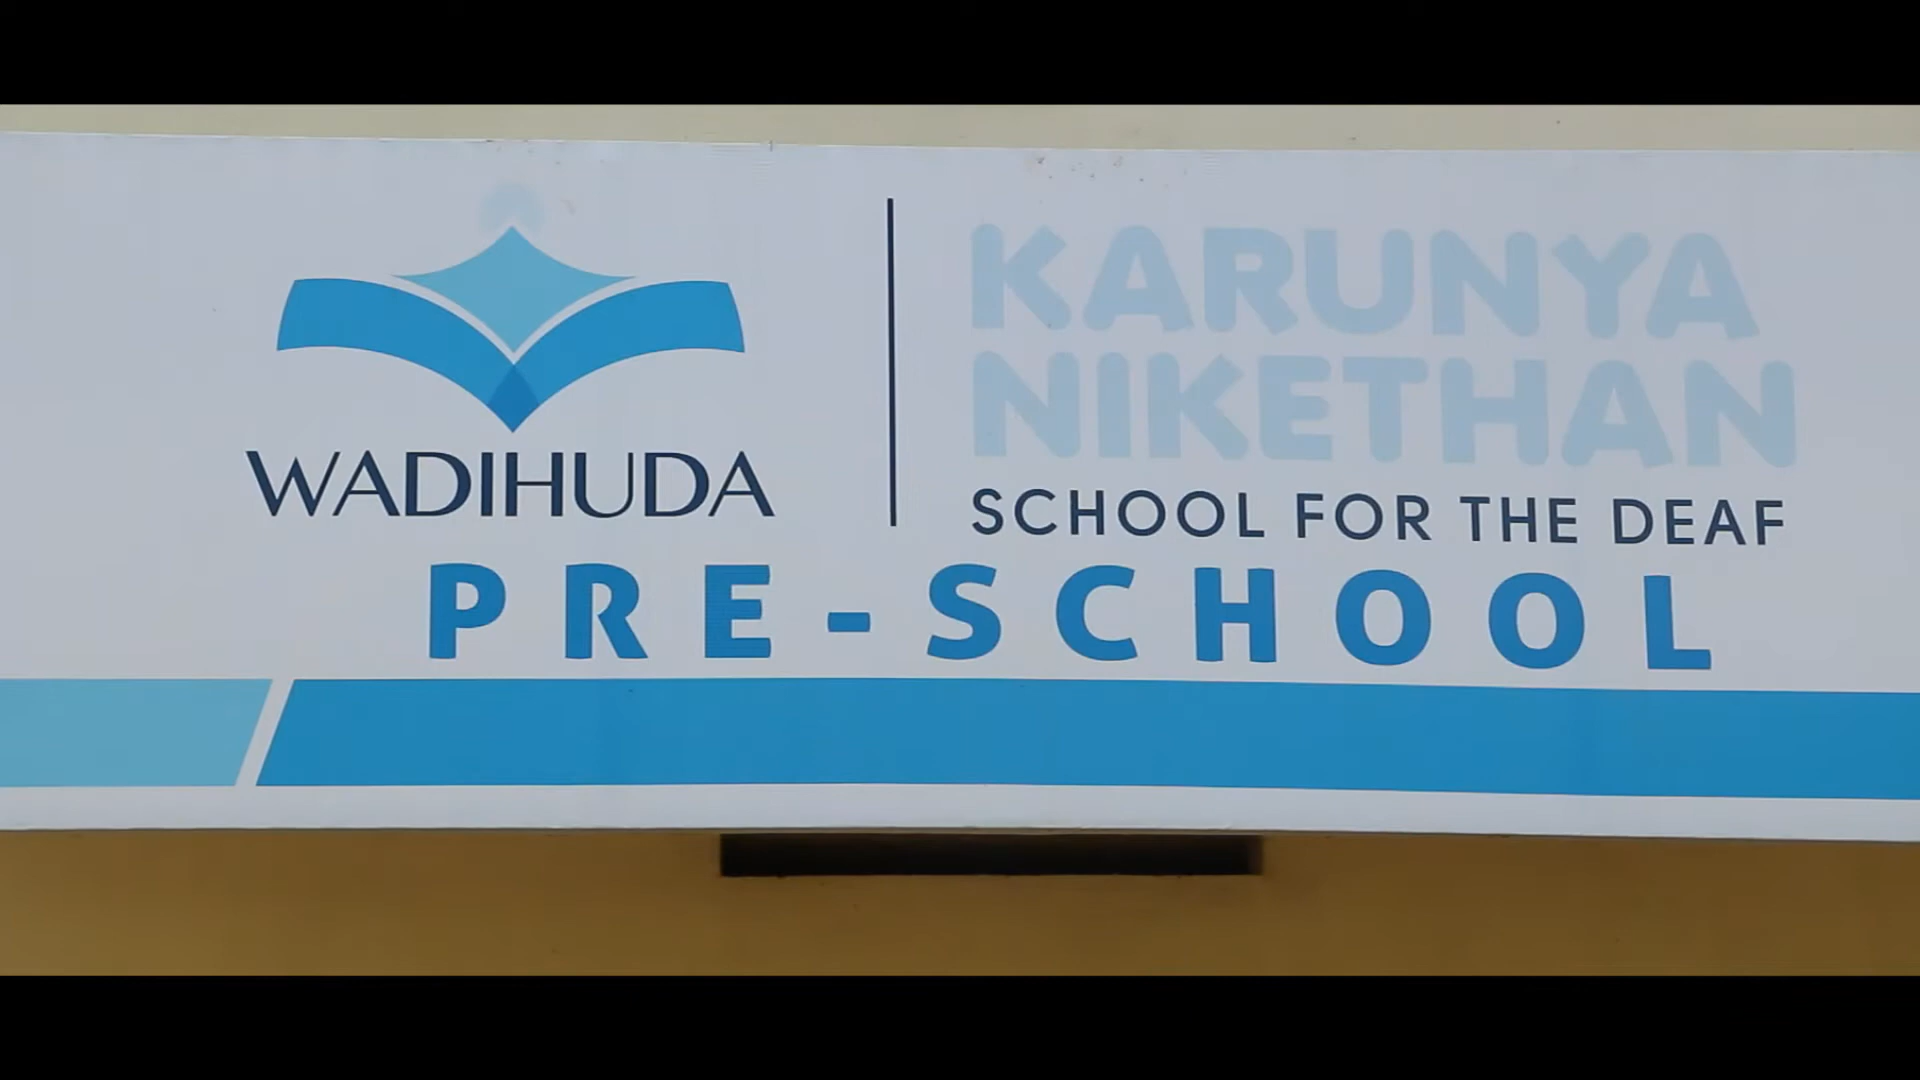 WADIHUDA
KARUNYA
NIKETHAN
SCHOOL FOR THE DEAF
PRE-SCHOOL